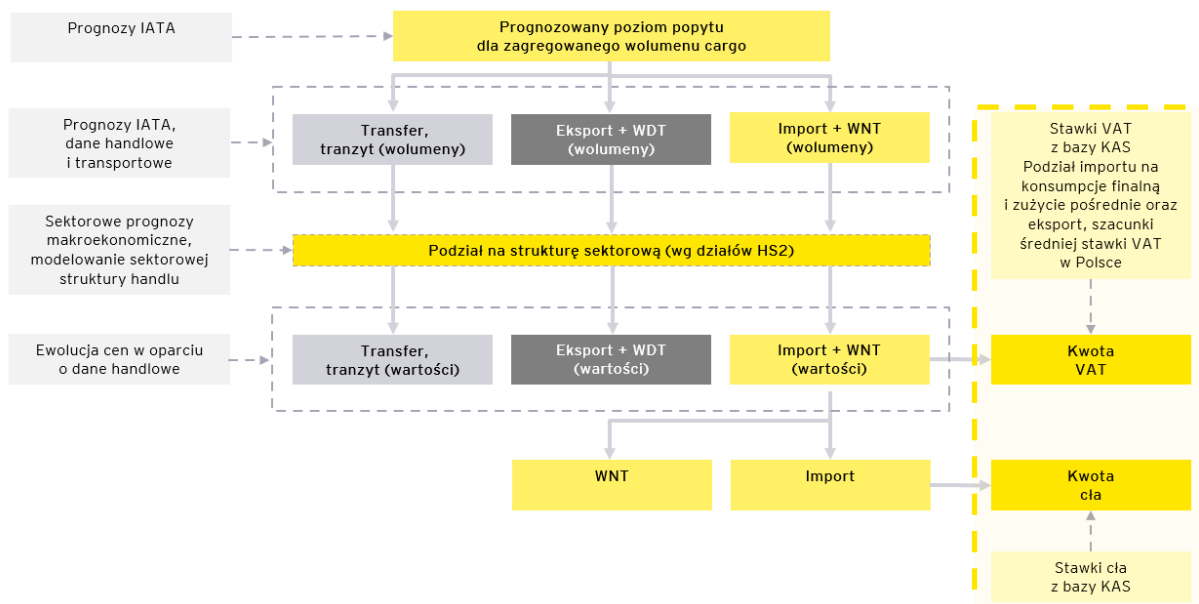 Prognozy IATA
Prognozowany poziom popytu
dla zagregowanego wolumenu cargo
Prognozy IATA,
dane handlowe
i transportowe
Transfer,
tranzyt (wolumeny)
Eksport + WDT
(wolumeny)
Import + WNT
(wolumeny)
Stawki VAT
z bazy KAS
Podział importu na
konsumpcje finalną
i zużycie pośrednie oraz
eksport, szacunki
średniej stawki VAT
w Polsce
Sektorowe prognozy
makroekonomiczne,
modelowanie sektorowej
struktury handlu
Podział na strukturę sektorową (wg działów HS2)
Ewolucja cen w oparciu
o dane handlowe
Transfer,
tranzyt (wartości)
Eksport + WDT
(wartości)
Import + WNT
(wartości)
Kwota
VAT
WNT
Import
Kwota
cła
Stawki cła
z bazy KAS